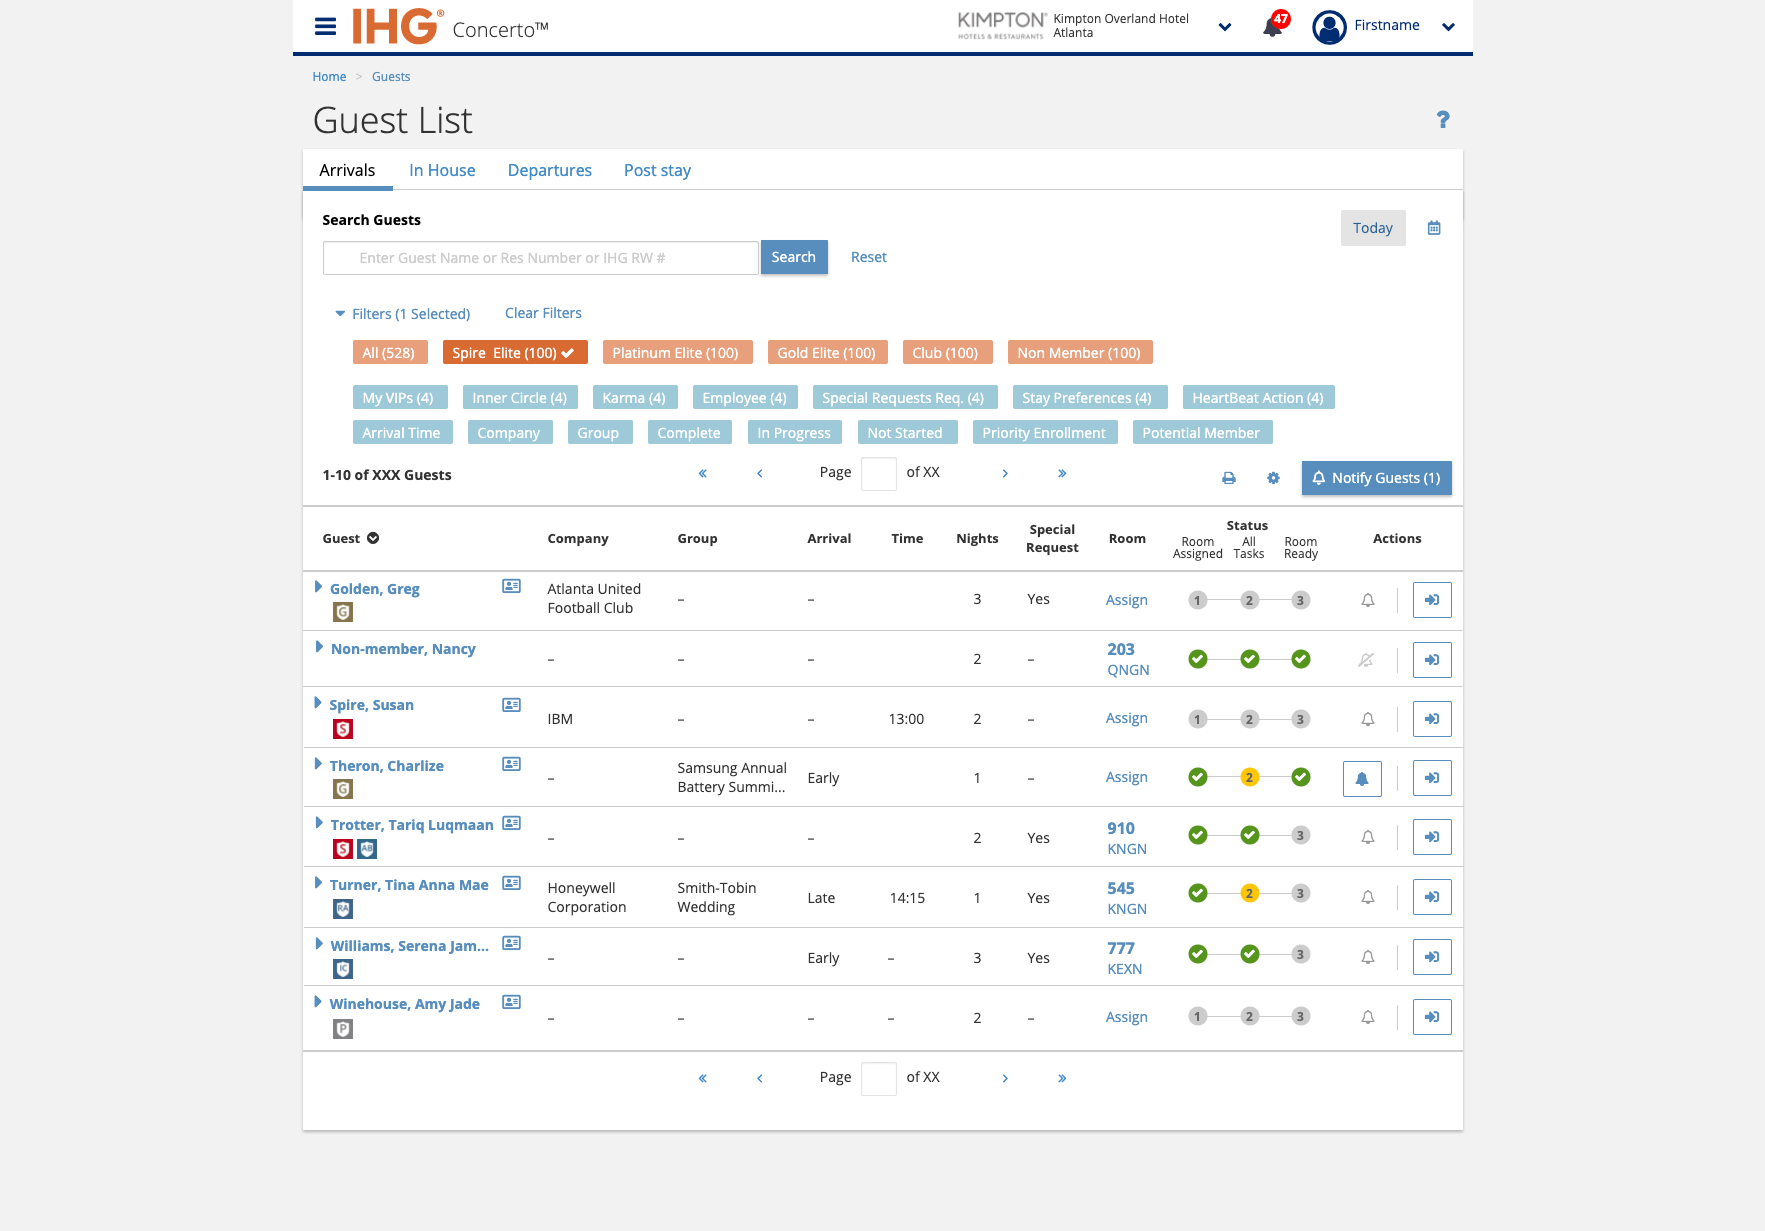 IHG® Concerto™
KIMPTON® HOTELS & RESTAURANTS
Kimpton Overland Hotel
Atlanta
47
Firstname
Home > Guests
Guest List
?
Arrivals In House Departures Post stay
Search Guests
Today
Enter Guest Name or Res Number or IHG RW #
Search
Reset
Filters (1 Selected) Clear Filters
All (528) Spire Elite (100) Platinum Elite (100) Gold Elite (100) Club (100) Non Member (100)
My VIPs (4) Inner Circle (4) Karma (4) Employee (4) Special Requests Req. (4) Stay Preferences (4) HeartBeat Action (4)
Arrival Time Company Group Complete In Progress Not Started Priority Enrollment Potential Member
1-10 of XXX Guests « ‹ Page of XX › » Notify Guests (1)
Guest Company Group Arrival Time Nights Special Request Room Status Room Assigned All Tasks Room Ready Actions
Golden, Greg G Atlanta United Football Club – – 3 Yes Assign 1 2 3
Non-member, Nancy – – – 2 – 203 QNGN
Spire, Susan S IBM – – 13:00 2 – Assign 1 2 3
Theron, Charlize G – Samsung Annual Battery Summi... Early 1 – Assign 2
Trotter, Tariq Luqmaan S AB – – – 2 Yes 910 KNGN 3
Turner, Tina Anna Mae RA Honeywell Corporation Smith-Tobin Wedding Late 14:15 1 Yes 545 KNGN 2 3
Williams, Serena Jam... IC – – Early – 3 Yes 777 KEXN 3
Winehouse, Amy Jade P – – – – 2 – Assign 1 2 3
« ‹ Page of XX › »